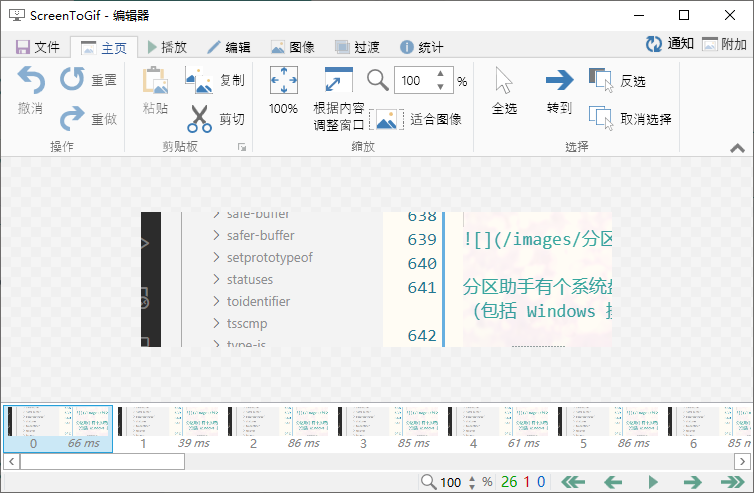 ScreenToGif - 编辑器
文件 主页 播放 编辑 图像 过渡 统计 通知 附加
撤消 重置 重做 操作
粘贴 复制 剪切 剪贴板
100% 根据内容调整窗口 100 % 适合图像 缩放
全选 转到 反选 取消选择 选择
safe-buffer
safer-buffer
setprototypeof
statuses
toidentifier
tsscmp
type-is
638
639 ![](/images/分区
640
641 分区助手有个系统盘
(包括 Windows 操
642
0 66 ms 1 39 ms 2 86 ms 3 85 ms 4 61 ms 5 86 ms 6 85 m
100 % 26 1 0